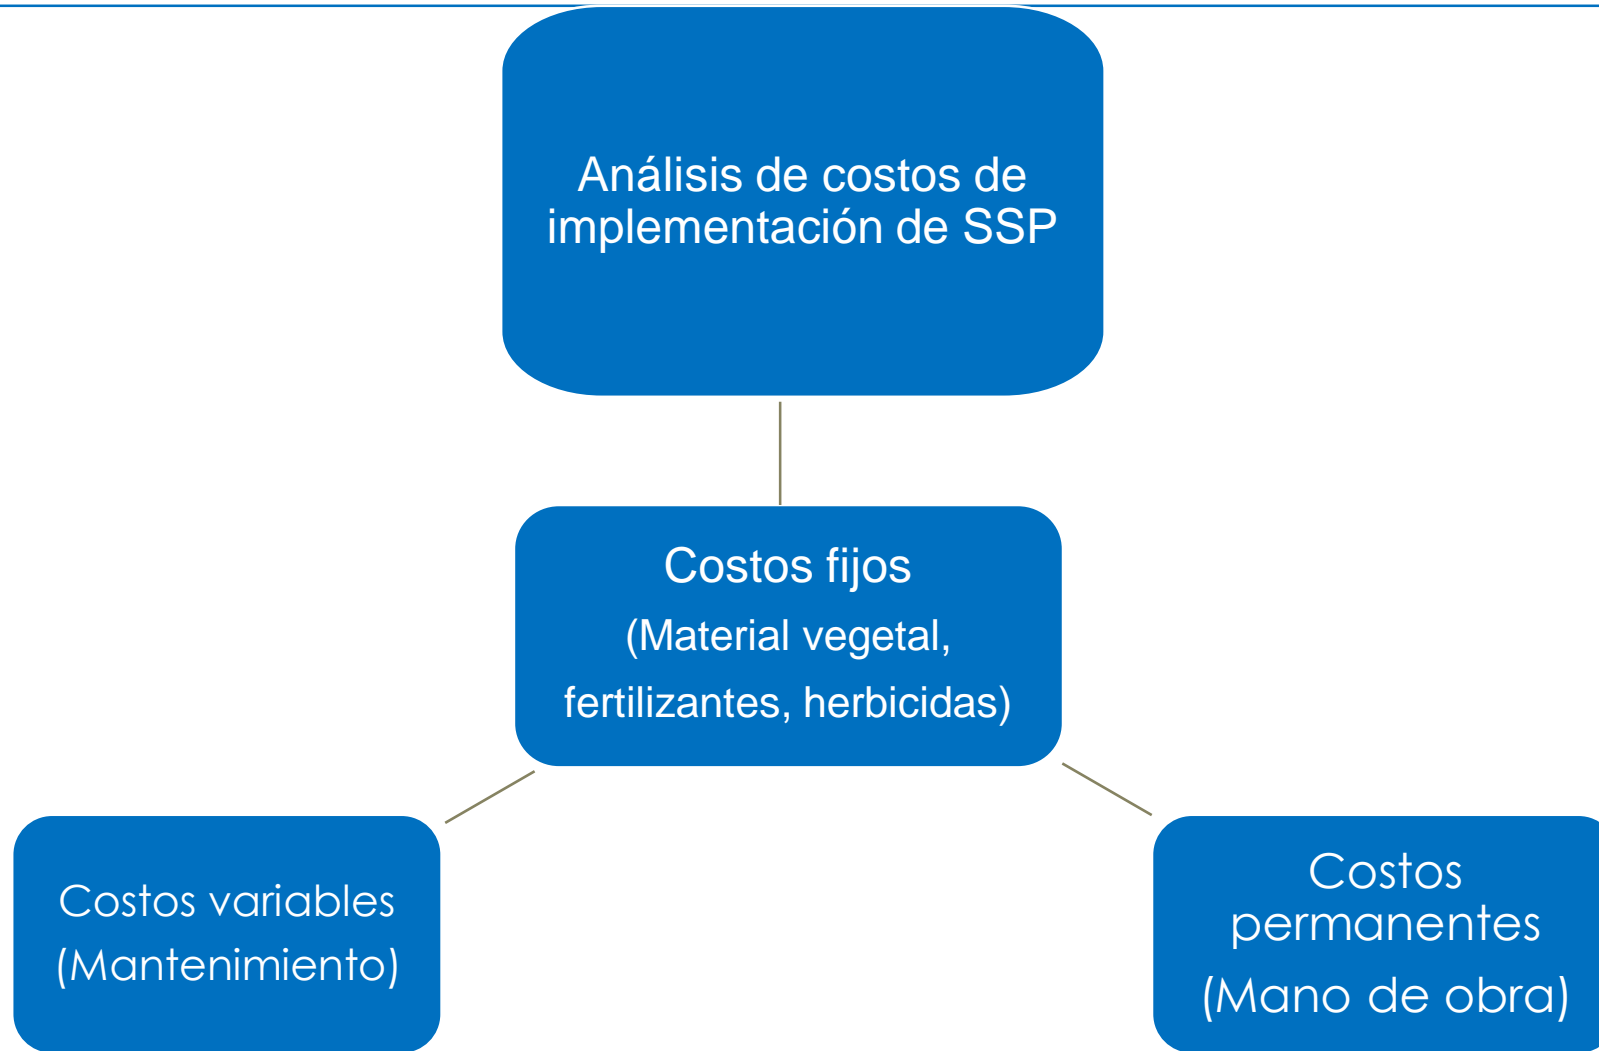 Análisis de costos de
implementación de SSP
Costos fijos
(Material vegetal,
fertilizantes, herbicidas)
Costos variables
(Mantenimiento)
Costos
permanentes
(Mano de obra)